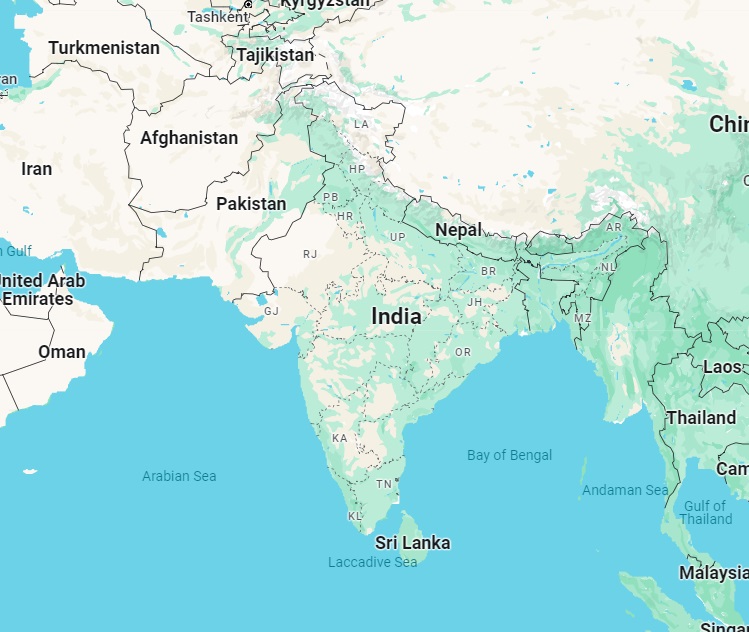 Kyrgyzstan
Tashkent
Turkmenistan
Tajikistan
ran
LA
Chin
Afghanistan
HP
Iran
PB
Pakistan
HR
AR
Nepal
UP
n Gulf
RJ
BR
NL
United Arab
Emirates
JH
GJ
India
MZ
Oman
OR
Laos
Thailand
KA
Bay of Bengal
Cam
Arabian Sea
TN
Andaman Sea
Gulf of
Thailand
KL
Sri Lanka
Laccadive Sea
Malaysia
Singa